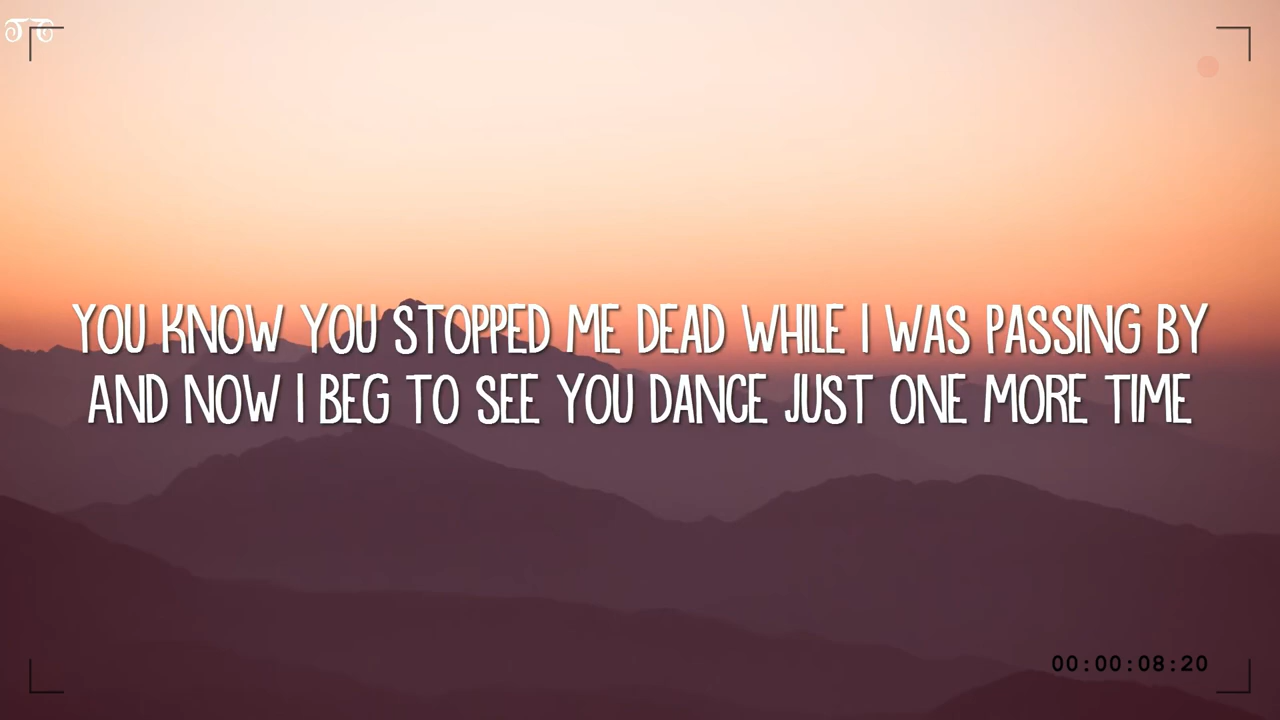 YOU KNOW YOU STOPPED ME DEAD WHILE I WAS PASSING BY
AND NOW I BEG TO SEE YOU DANCE JUST ONE MORE TIME
00:00:08:20